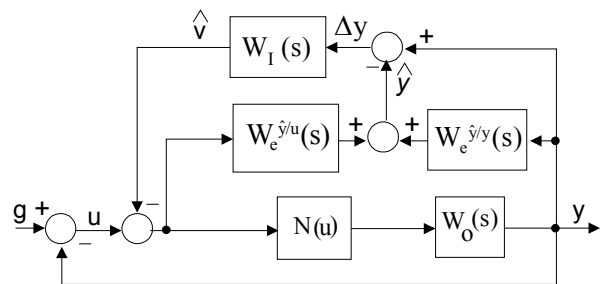 v̂
W_I(s)
Δy
+
−
ŷ
−
W_e^{ŷ/u}(s)
+
+
W_e^{ŷ/y}(s)
g
+
u
−
−
N(u)
W_o(s)
y